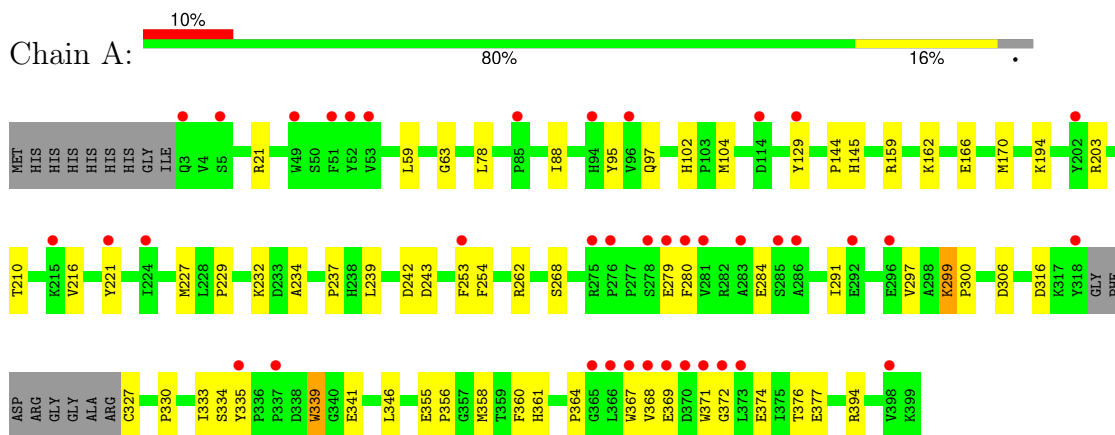 10%
Chain A:
80% 16% •
MET HIS HIS HIS HIS HIS HIS GLY ILE Q3 V4 S5 R21 W49 S50 F51 Y52 V53 L59 G63 L78 P85 I88 H94 Y95 V96 Q97 H102 P103 M104 D114 Y129 P144 H145 R159 K162 E166 M170 K194 Y202 R203
T210 K215 V216 Y221 I224 M227 L228 P229 K232 D233 A234 P237 H238 L239 D242 D243 F253 F254 R262 S268 R275 P276 P277 S278 E279 F280 V281 R282 A283 E284 S285 A286 I291 E292 E296 V297 A298 K299 P300 D306 D316 K317 Y318 GLY PHE
ASP ARG GLY GLY ALA ARG C327 P330 I333 S334 Y335 P336 P337 D338 W339 G340 E341 L346 E355 P356 G357 M358 T359 F360 H361 P364 G365 L366 W367 V368 E369 D370 W371 G372 L373 E374 I375 T376 E377 R394 V398 K399